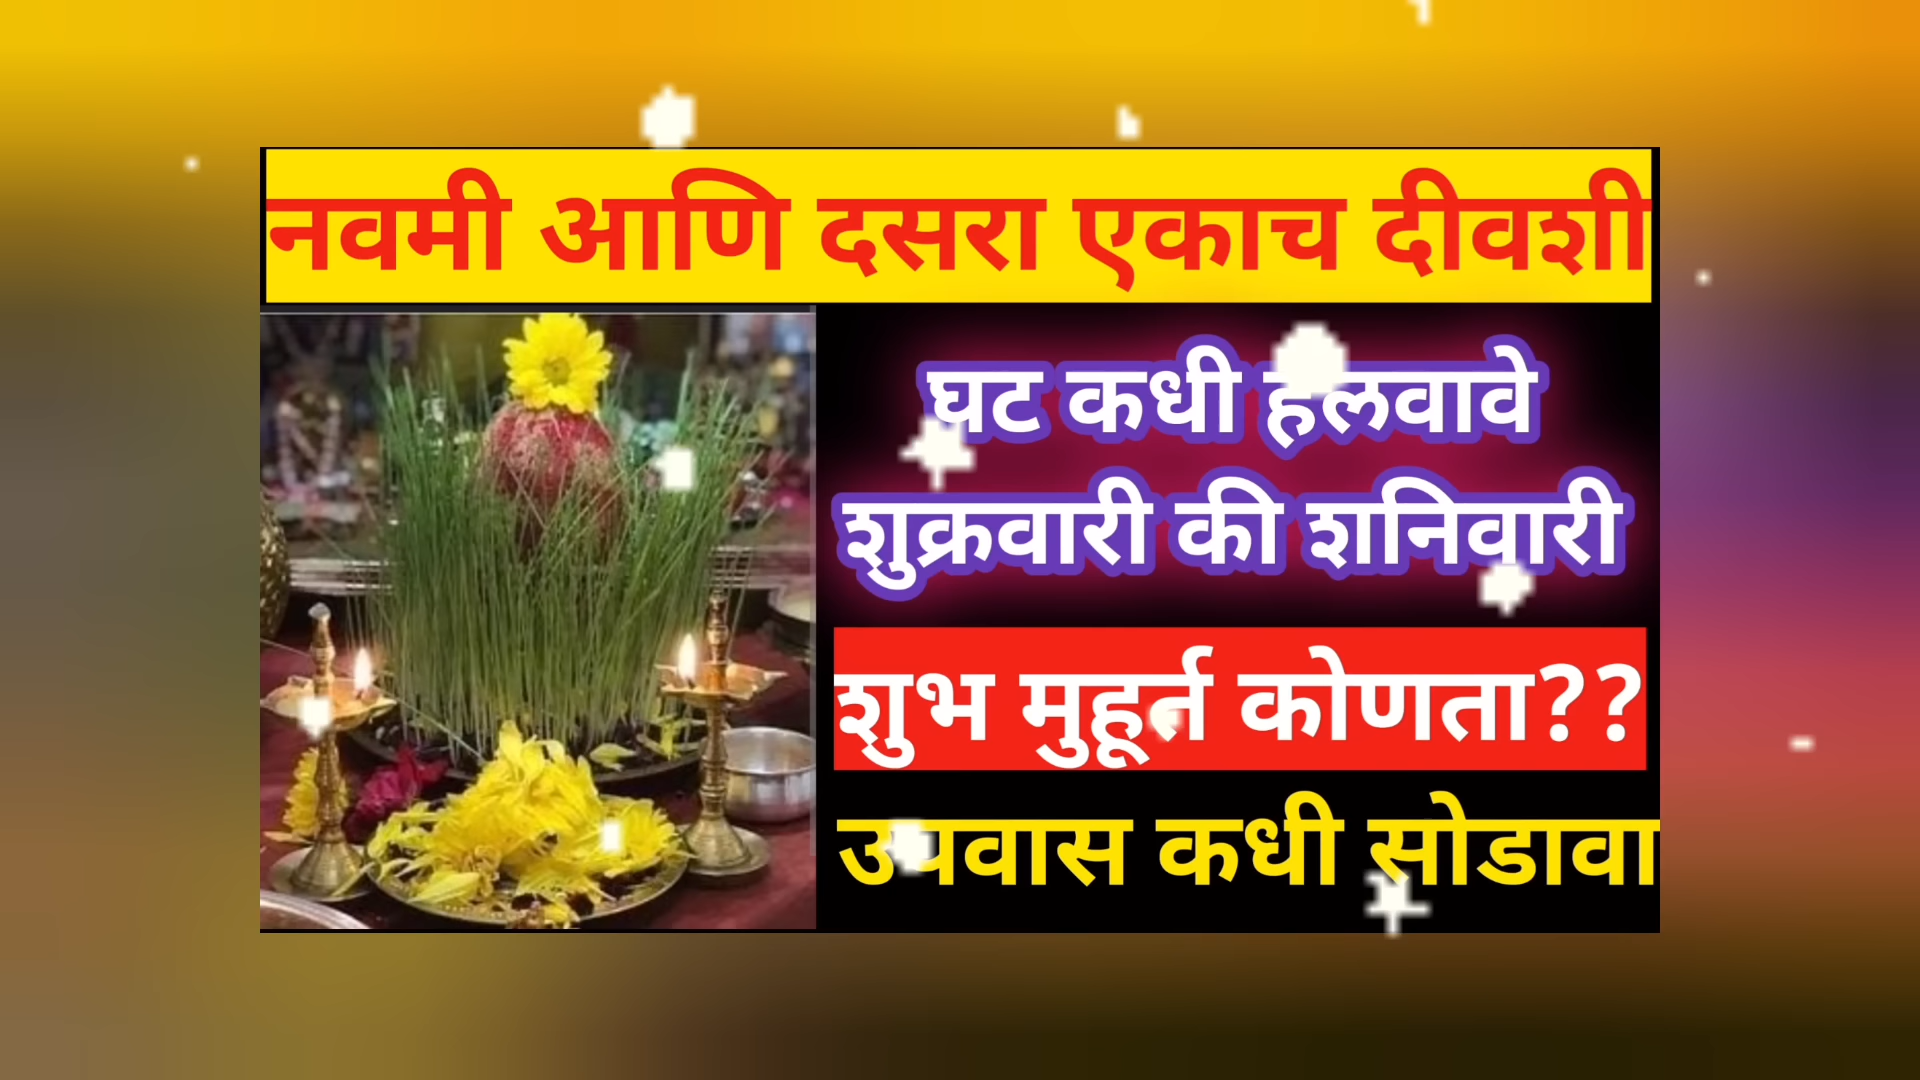 नवमी आणि दसरा एकाच दीवशी
घट कधी हलवावे
शुक्रवारी की शनिवारी
शुभ मुहूर्त कोणता??
उपवास कधी सोडावा